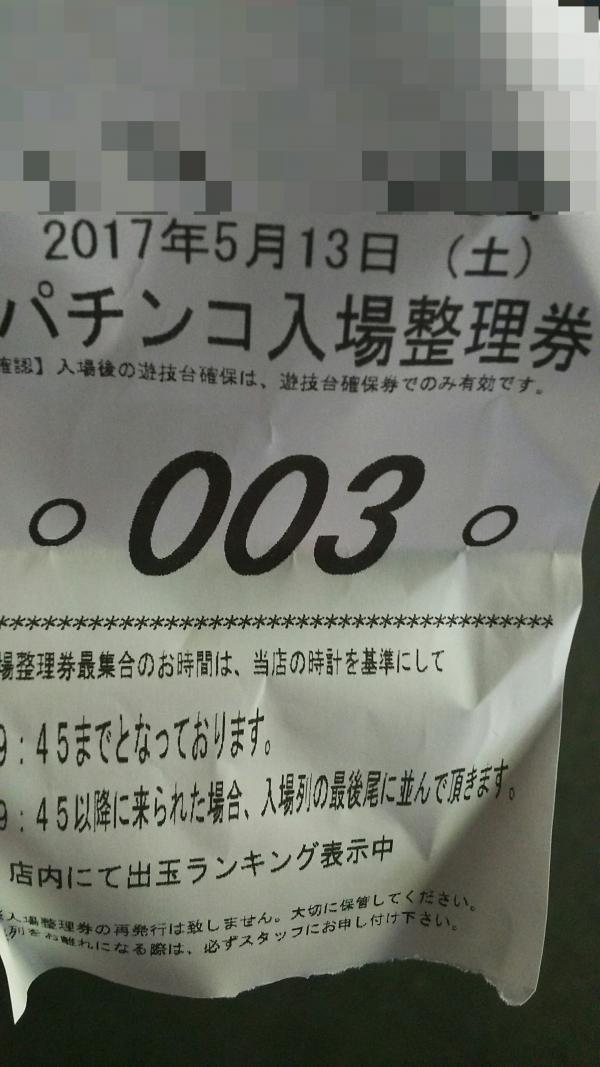 2017年5月13日 （土）
パチンコ入場整理券
確認】入場後の遊技台確保は、遊技台確保券でのみ有効です。
○ 003 ○
************************************************
場整理券最集合のお時間は、当店の時計を基準にして
9：45までとなっております。
9：45以降に来られた場合、入場列の最後尾に並んで頂きます。
店内にて出玉ランキング表示中
※入場整理券の再発行は致しません。大切に保管してください。
列をお離れになる際は、必ずスタッフにお申し付け下さい。